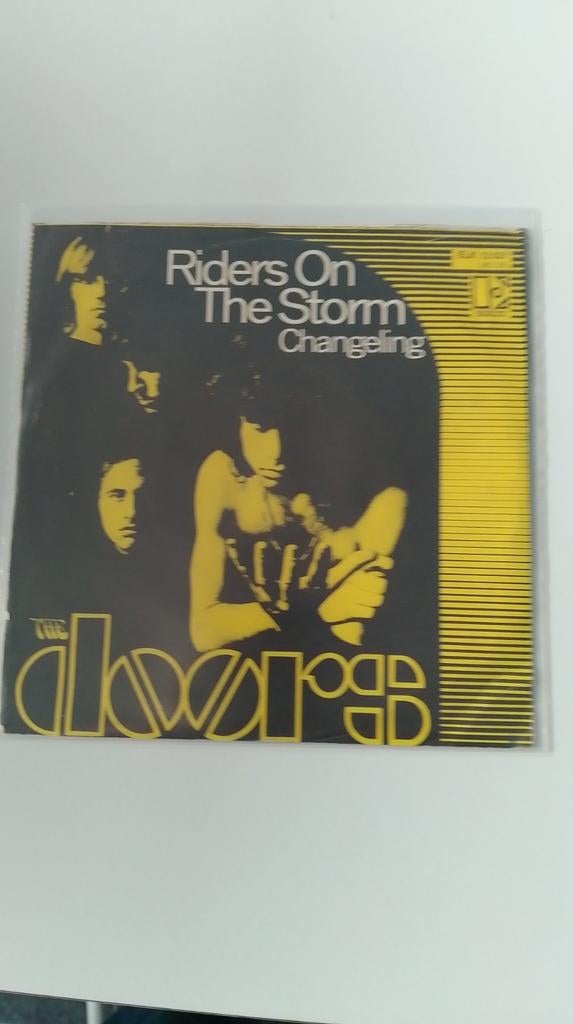 Riders On
The Storm
Changeling
THE
doors